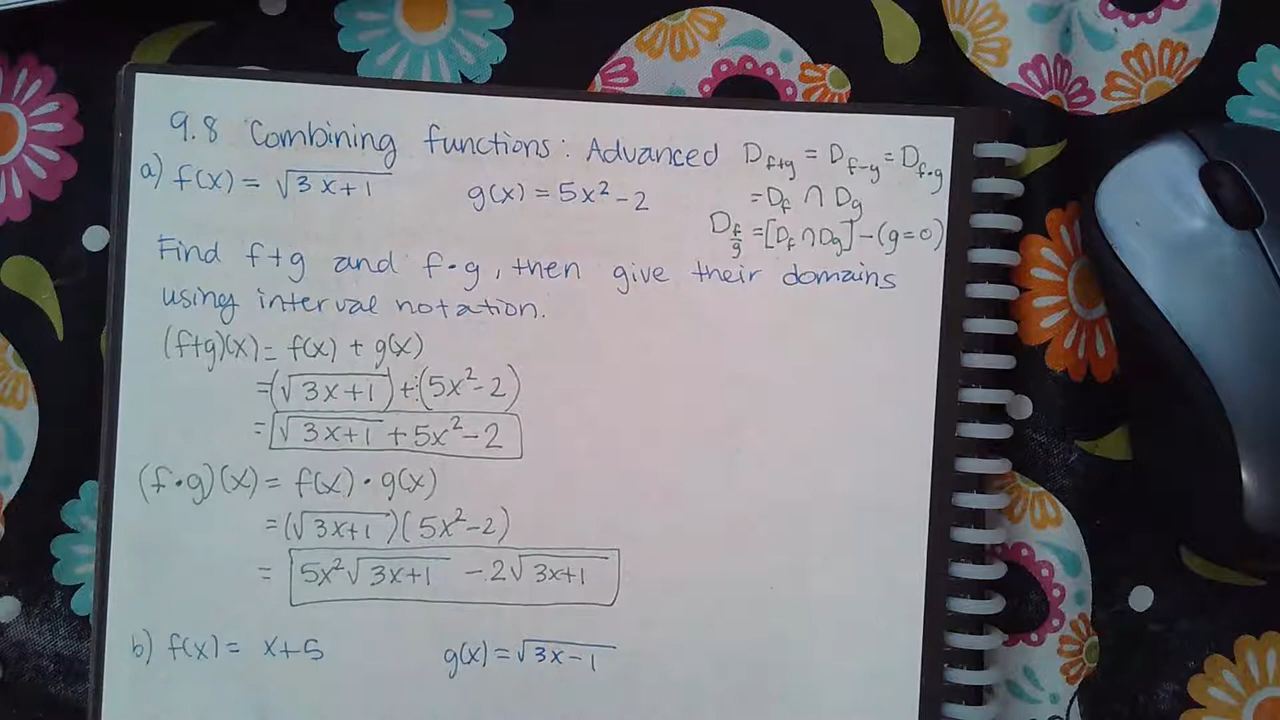 9.8 Combining functions: Advanced
D_{f+g} = D_{f-y} = D_{f·g}
= D_f ∩ D_g
D_{f/g} = [D_f ∩ D_g] - (g=0)
a) f(x) = √(3x+1) g(x) = 5x² - 2
Find f+g and f·g, then give their domains
using interval notation.
(f+g)(x) = f(x) + g(x)
= (√(3x+1)) + (5x² - 2)
= √(3x+1) + 5x² - 2
(f·g)(x) = f(x) · g(x)
= (√(3x+1))(5x² - 2)
= 5x²√(3x+1) - 2√(3x+1)
b) f(x) = x+5 g(x) = √(3x-1)